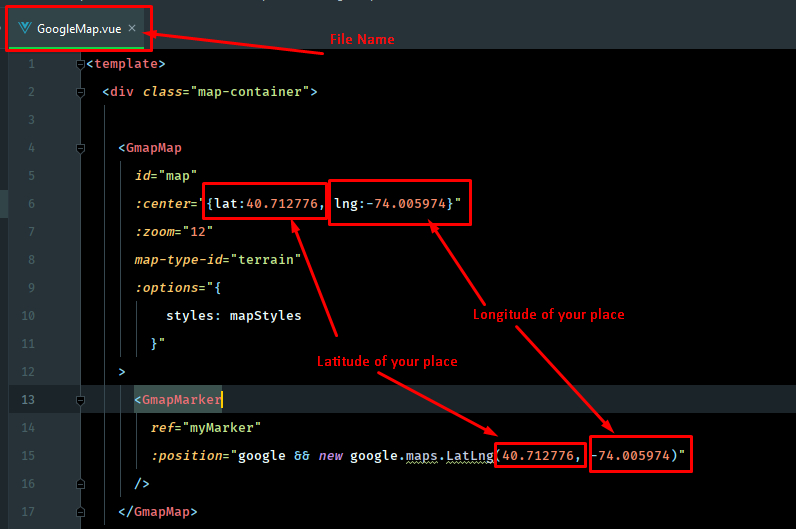 GoogleMap.vue ×
File Name
1 <template>
2 <div class="map-container">
3
4 <GmapMap
5 id="map"
6 :center="{lat:40.712776, lng:-74.005974}"
7 :zoom="12"
8 map-type-id="terrain"
9 :options="{
10 styles: mapStyles
Longitude of your place
11 }"
Latitude of your place
12 >
13 <GmapMarker
14 ref="myMarker"
15 :position="google && new google.maps.LatLng(40.712776, -74.005974)"
16 />
17 </GmapMap>